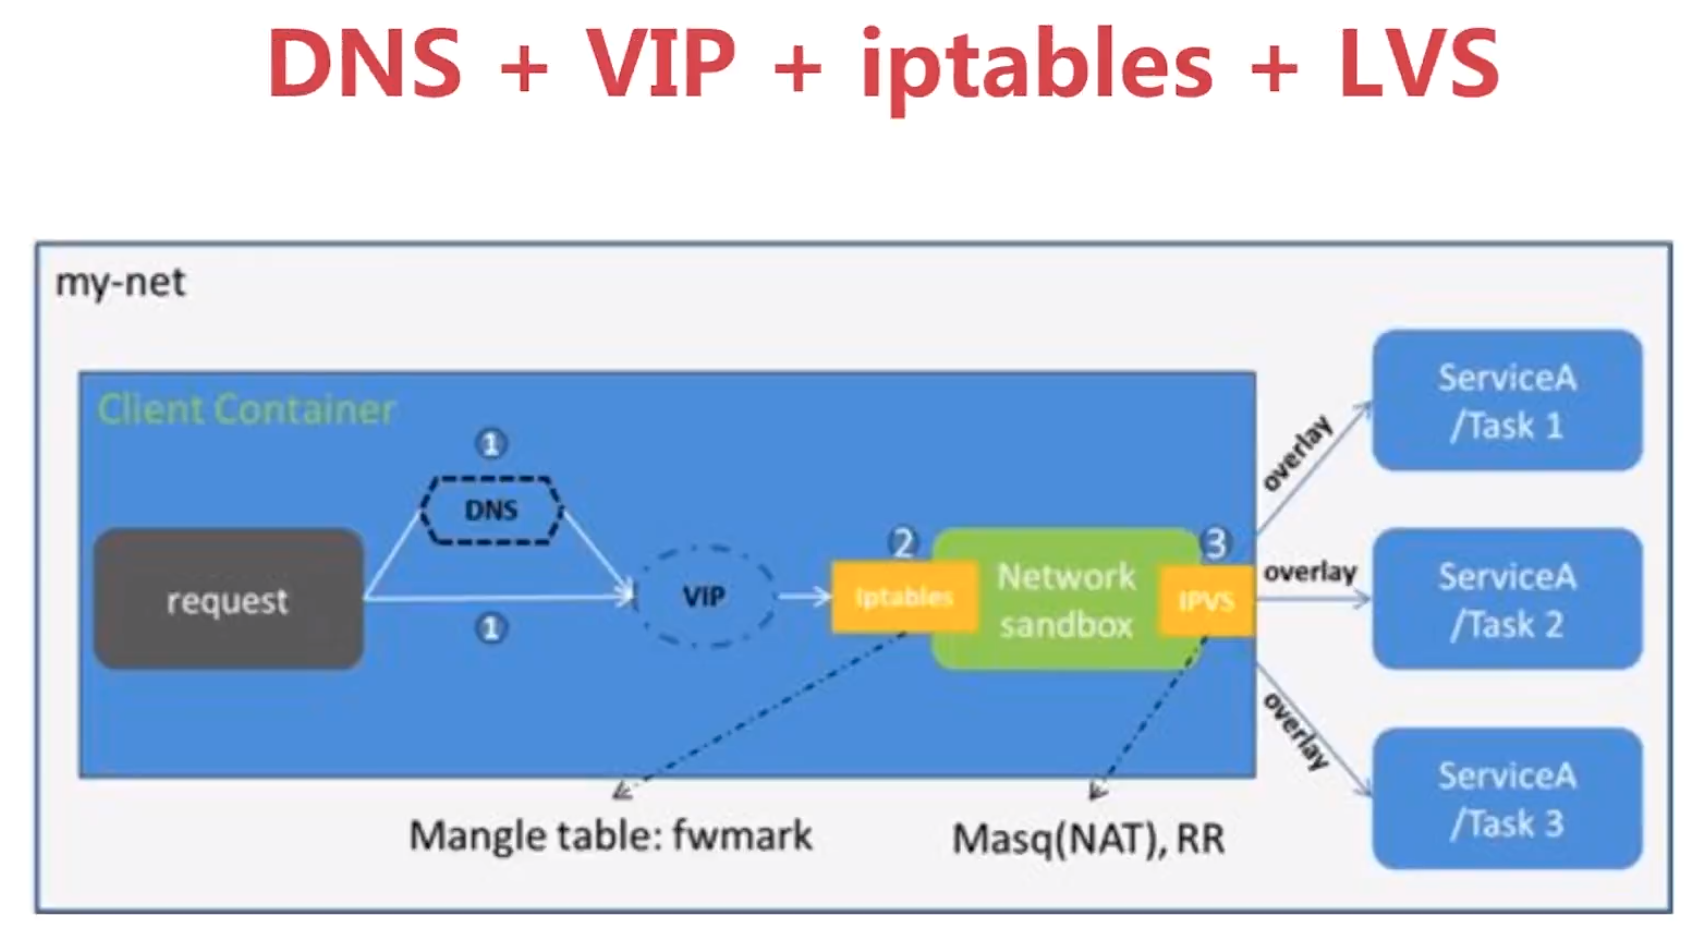 DNS + VIP + iptables + LVS
my-net
Client Container
1
DNS
request
VIP
1
2
Iptables
Network
sandbox
3
IPVS
overlay
overlay
overlay
ServiceA
/Task 1
ServiceA
/Task 2
ServiceA
/Task 3
Mangle table: fwmark
Masq(NAT), RR